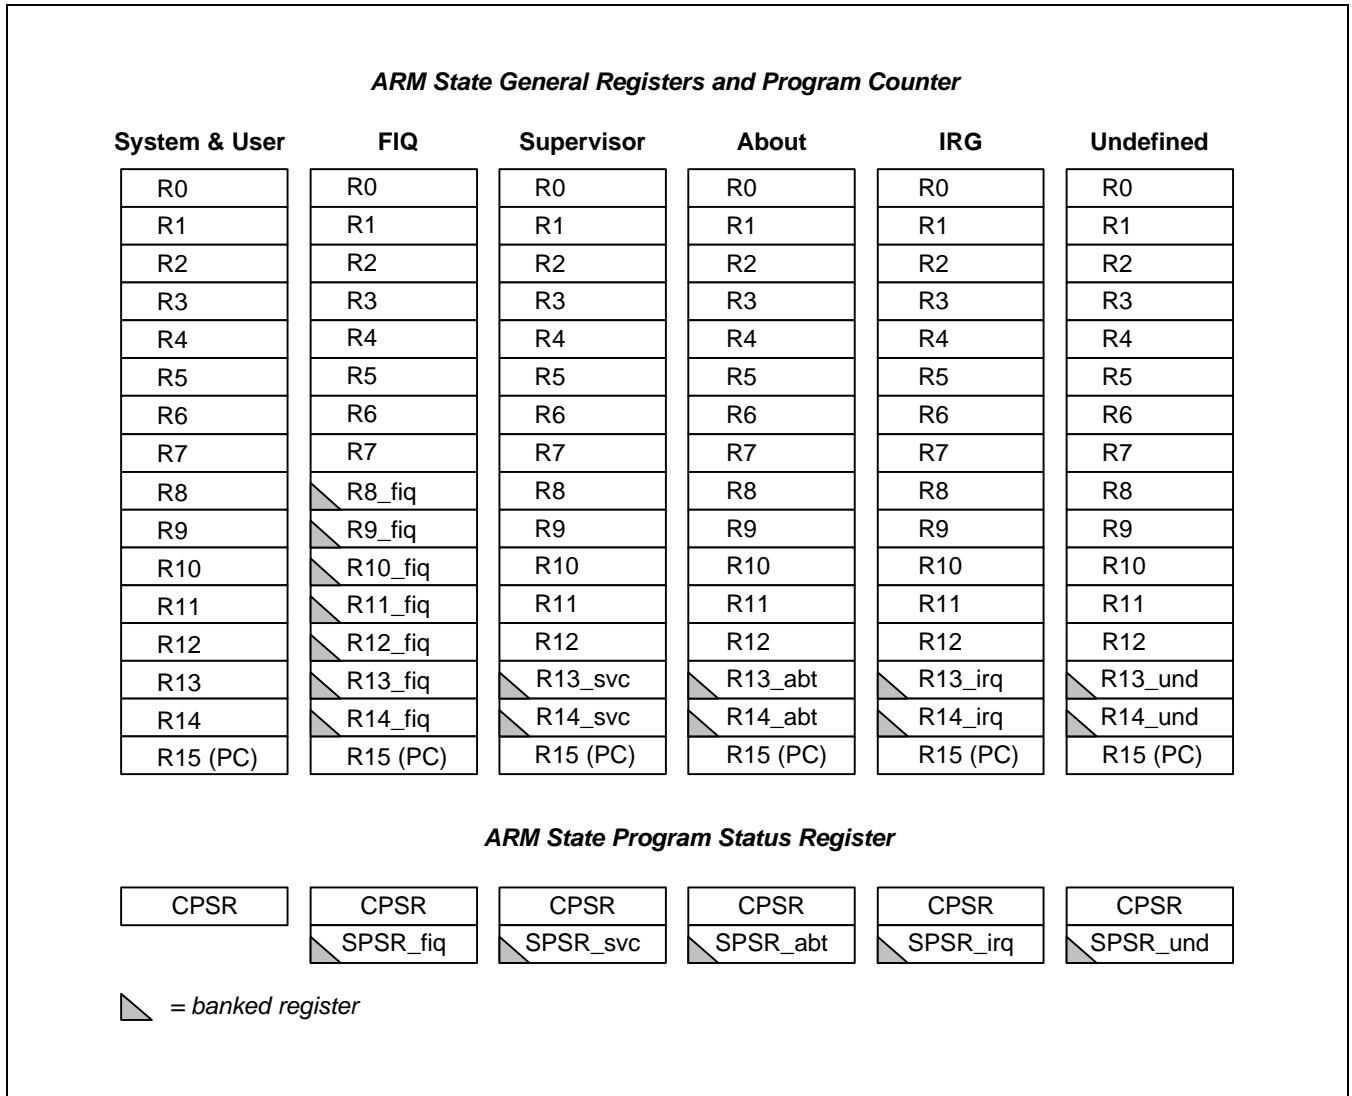 ARM State General Registers and Program Counter
System & User FIQ Supervisor About IRG Undefined
R0 R0 R0 R0 R0 R0
R1 R1 R1 R1 R1 R1
R2 R2 R2 R2 R2 R2
R3 R3 R3 R3 R3 R3
R4 R4 R4 R4 R4 R4
R5 R5 R5 R5 R5 R5
R6 R6 R6 R6 R6 R6
R7 R7 R7 R7 R7 R7
R8 R8_fiq R8 R8 R8 R8
R9 R9_fiq R9 R9 R9 R9
R10 R10_fiq R10 R10 R10 R10
R11 R11_fiq R11 R11 R11 R11
R12 R12_fiq R12 R12 R12 R12
R13 R13_fiq R13_svc R13_abt R13_irq R13_und
R14 R14_fiq R14_svc R14_abt R14_irq R14_und
R15 (PC) R15 (PC) R15 (PC) R15 (PC) R15 (PC) R15 (PC)
ARM State Program Status Register
CPSR CPSR CPSR CPSR CPSR CPSR
SPSR_fiq SPSR_svc SPSR_abt SPSR_irq SPSR_und
= banked register